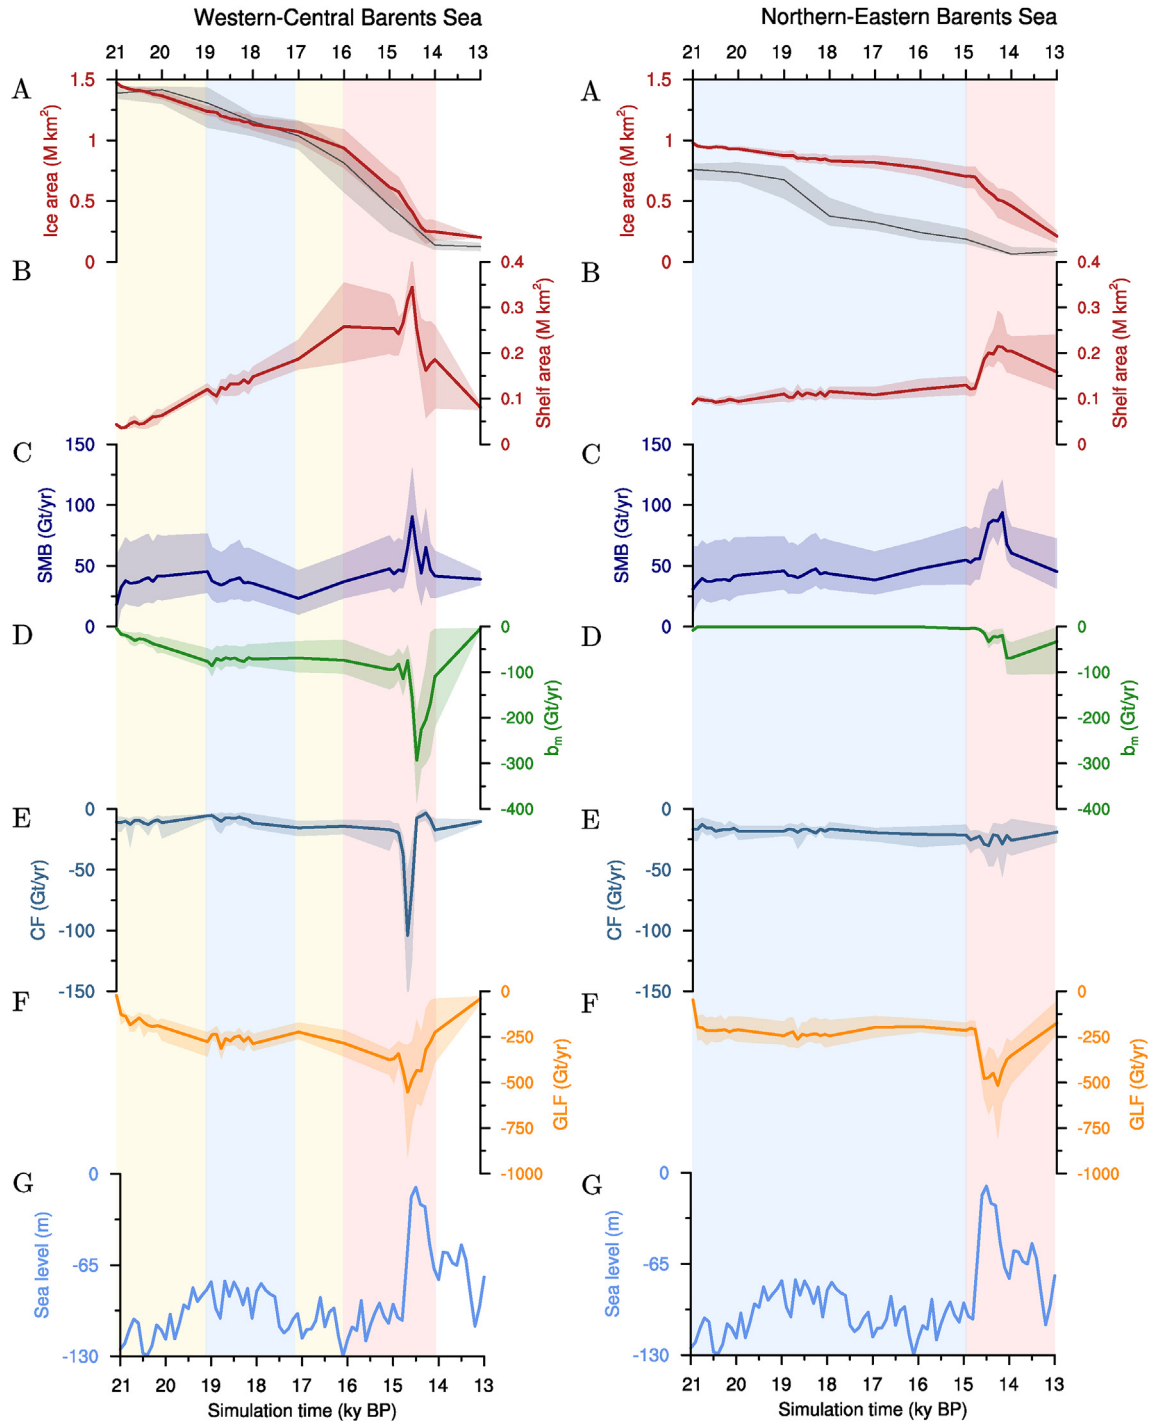 Western-Central Barents Sea
21 20 19 18 17 16 15 14 13
A
Ice area (M km²)
1.5
1
0.5
0
B
Shelf area (M km²)
0.4
0.3
0.2
0.1
0
C
SMB (Gt/yr)
150
100
50
0
D
bm (Gt/yr)
0
-100
-200
-300
-400
E
CF (Gt/yr)
0
-50
-100
-150
F
GLF (Gt/yr)
0
-250
-500
-750
-1000
G
Sea level (m)
0
-65
-130
21 20 19 18 17 16 15 14 13
Simulation time (ky BP)
Northern-Eastern Barents Sea
21 20 19 18 17 16 15 14 13
A
Ice area (M km²)
1.5
1
0.5
0
B
Shelf area (M km²)
0.4
0.3
0.2
0.1
0
C
SMB (Gt/yr)
150
100
50
0
D
bm (Gt/yr)
0
-100
-200
-300
-400
E
CF (Gt/yr)
0
-50
-100
-150
F
GLF (Gt/yr)
0
-250
-500
-750
-1000
G
Sea level (m)
0
-65
-130
21 20 19 18 17 16 15 14 13
Simulation time (ky BP)